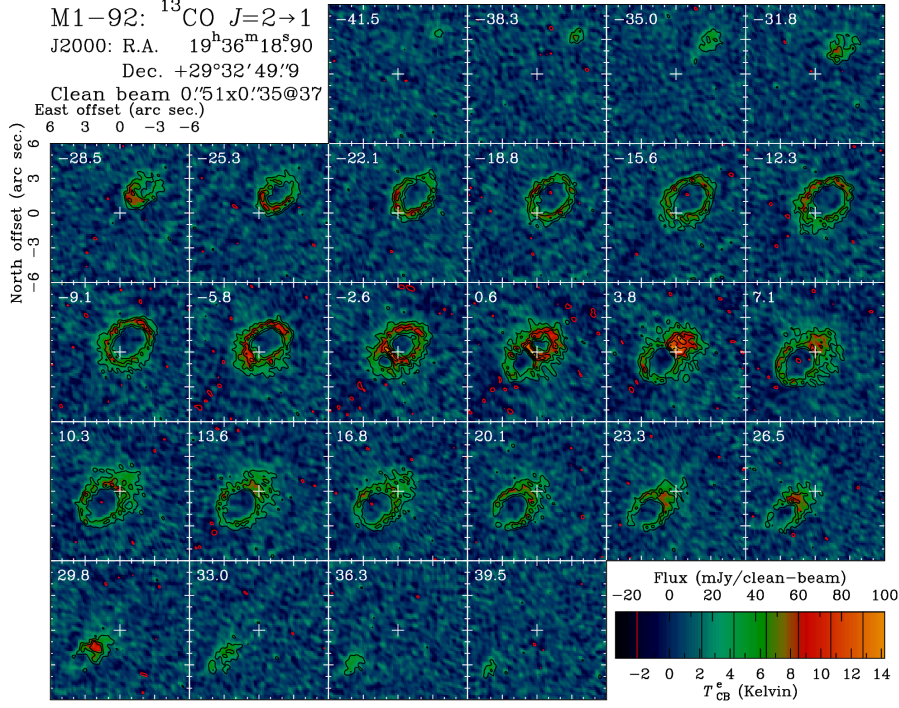 M1-92: ¹³CO J=2→1
J2000: R.A. 19ʰ36ᵐ18ˢ.90
Dec. +29°32′49.″9
Clean beam 0.″51x0.″35@37
East offset (arc sec.)
6 3 0 −3 −6
North offset (arc sec.)
6
3
0
−3
−6
−41.5 −38.3 −35.0 −31.8
−28.5 −25.3 −22.1 −18.8 −15.6 −12.3
−9.1 −5.8 −2.6 0.6 3.8 7.1
10.3 13.6 16.8 20.1 23.3 26.5
29.8 33.0 36.3 39.5
Flux (mJy/clean−beam)
−20 0 20 40 60 80 100
−2 0 2 4 6 8 10 12 14
Tᵉ_CB (Kelvin)